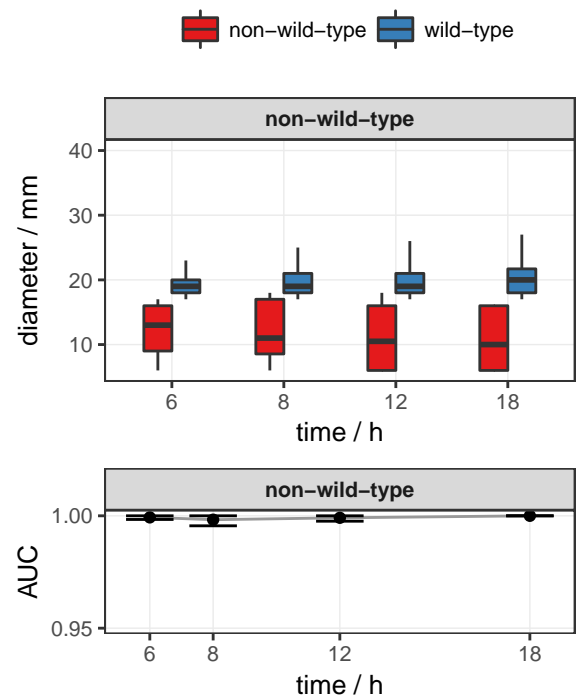 non−wild−type wild−type
non−wild−type
40
30
20
10
diameter / mm
6 8 12 18
time / h
non−wild−type
1.00
0.95
AUC
6 8 12 18
time / h